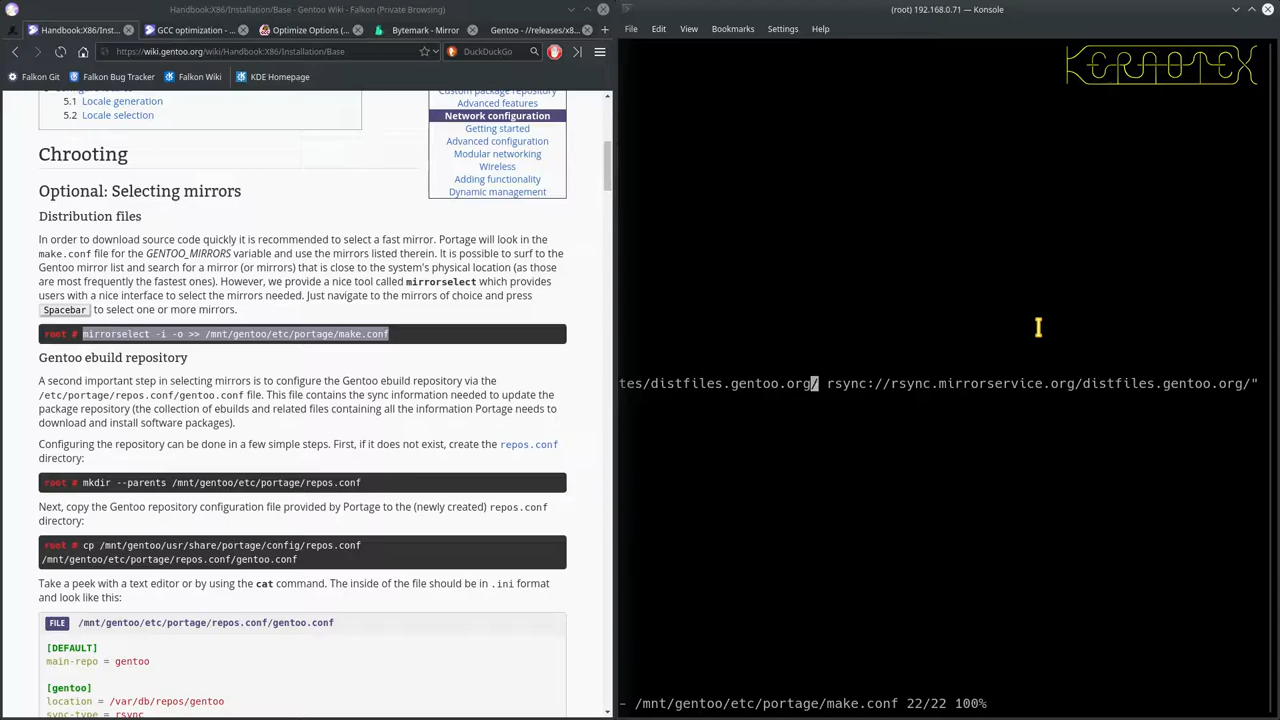 Handbook:X86/Installation/Base - Gentoo Wiki - Falkon (Private Browsing)
Handbook:X86/Inst...
GCC optimization - ...
Optimize Options (...
Bytemark - Mirror
Gentoo - //releases/x8...
https://wiki.gentoo.org/wiki/Handbook:X86/Installation/Base
DuckDuckGo
Falkon Git
Falkon Bug Tracker
Falkon Wiki
KDE Homepage
5.1 Locale generation
5.2 Locale selection
Custom package repository
Advanced features
Network configuration
Getting started
Advanced configuration
Modular networking
Wireless
Adding functionality
Dynamic management
Chrooting
Optional: Selecting mirrors
Distribution files
In order to download source code quickly it is recommended to select a fast mirror. Portage will look in the
make.conf file for the GENTOO_MIRRORS variable and use the mirrors listed therein. It is possible to surf to the
Gentoo mirror list and search for a mirror (or mirrors) that is close to the system's physical location (as those
are most frequently the fastest ones). However, we provide a nice tool called mirrorselect which provides
users with a nice interface to select the mirrors needed. Just navigate to the mirrors of choice and press
Spacebar to select one or more mirrors.
root # mirrorselect -i -o >> /mnt/gentoo/etc/portage/make.conf
Gentoo ebuild repository
A second important step in selecting mirrors is to configure the Gentoo ebuild repository via the
/etc/portage/repos.conf/gentoo.conf file. This file contains the sync information needed to update the
package repository (the collection of ebuilds and related files containing all the information Portage needs to
download and install software packages).
Configuring the repository can be done in a few simple steps. First, if it does not exist, create the repos.conf
directory:
root # mkdir --parents /mnt/gentoo/etc/portage/repos.conf
Next, copy the Gentoo repository configuration file provided by Portage to the (newly created) repos.conf
directory:
root # cp /mnt/gentoo/usr/share/portage/config/repos.conf
/mnt/gentoo/etc/portage/repos.conf/gentoo.conf
Take a peek with a text editor or by using the cat command. The inside of the file should be in .ini format
and look like this:
FILE /mnt/gentoo/etc/portage/repos.conf/gentoo.conf
[DEFAULT]
main-repo = gentoo
[gentoo]
location = /var/db/repos/gentoo
sync-type = rsync
(root) 192.168.0.71 — Konsole
File Edit View Bookmarks Settings Help
KERNOTEX
tes/distfiles.gentoo.org/ rsync://rsync.mirrorservice.org/distfiles.gentoo.org/"
- /mnt/gentoo/etc/portage/make.conf 22/22 100%